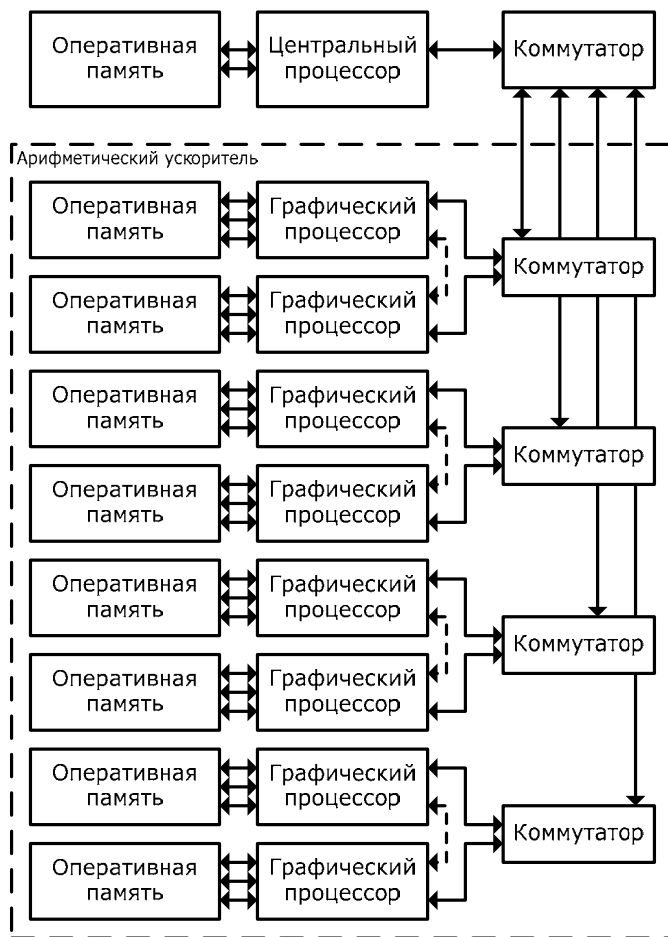 Оперативная
память
Центральный
процессор
Коммутатор
Арифметический ускоритель
Оперативная
память
Графический
процессор
Коммутатор
Оперативная
память
Графический
процессор
Оперативная
память
Графический
процессор
Коммутатор
Оперативная
память
Графический
процессор
Оперативная
память
Графический
процессор
Коммутатор
Оперативная
память
Графический
процессор
Оперативная
память
Графический
процессор
Коммутатор
Оперативная
память
Графический
процессор